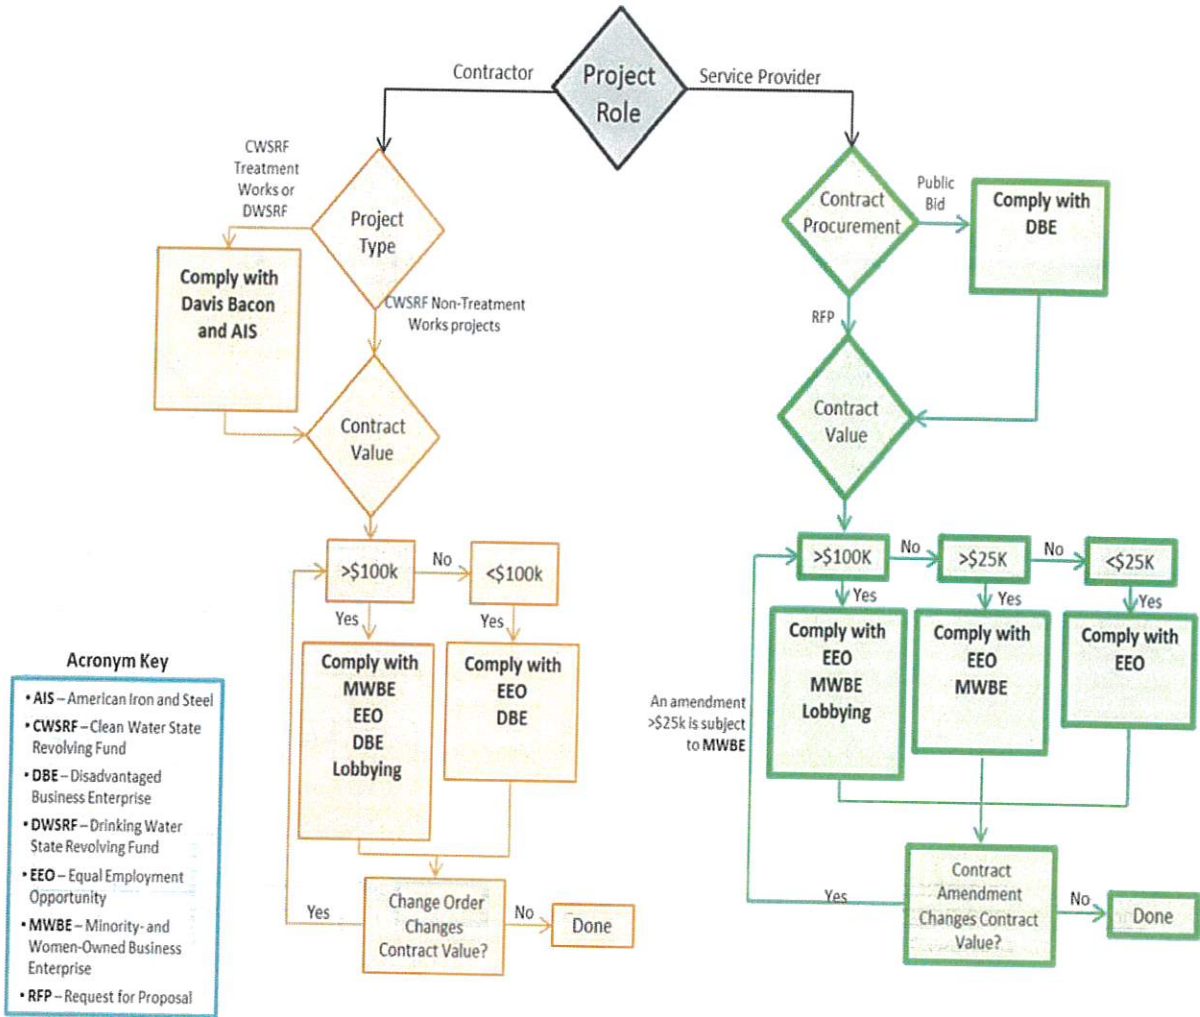 Project
Role
Contractor
Service Provider
CWSRF
Treatment
Works or
DWSRF
Project
Type
Comply with
Davis Bacon
and AIS
CWSRF Non-Treatment
Works projects
Contract
Value
>$100k
No
<$100k
Yes
Yes
Comply with
MWBE
EEO
DBE
Lobbying
Comply with
EEO
DBE
Change Order
Changes
Contract Value?
Yes
No
Done
Contract
Procurement
Public
Bid
Comply with
DBE
RFP
Contract
Value
>$100K
No
>$25K
No
<$25K
Yes
Yes
Yes
Comply with
EEO
MWBE
Lobbying
Comply with
EEO
MWBE
Comply with
EEO
An amendment
>$25k is subject
to MWBE
Contract
Amendment
Changes Contract
Value?
Yes
No
Done
Acronym Key
• AIS – American Iron and Steel
• CWSRF – Clean Water State
Revolving Fund
• DBE – Disadvantaged
Business Enterprise
• DWSRF – Drinking Water
State Revolving Fund
• EEO – Equal Employment
Opportunity
• MWBE – Minority- and
Women-Owned Business
Enterprise
• RFP – Request for Proposal